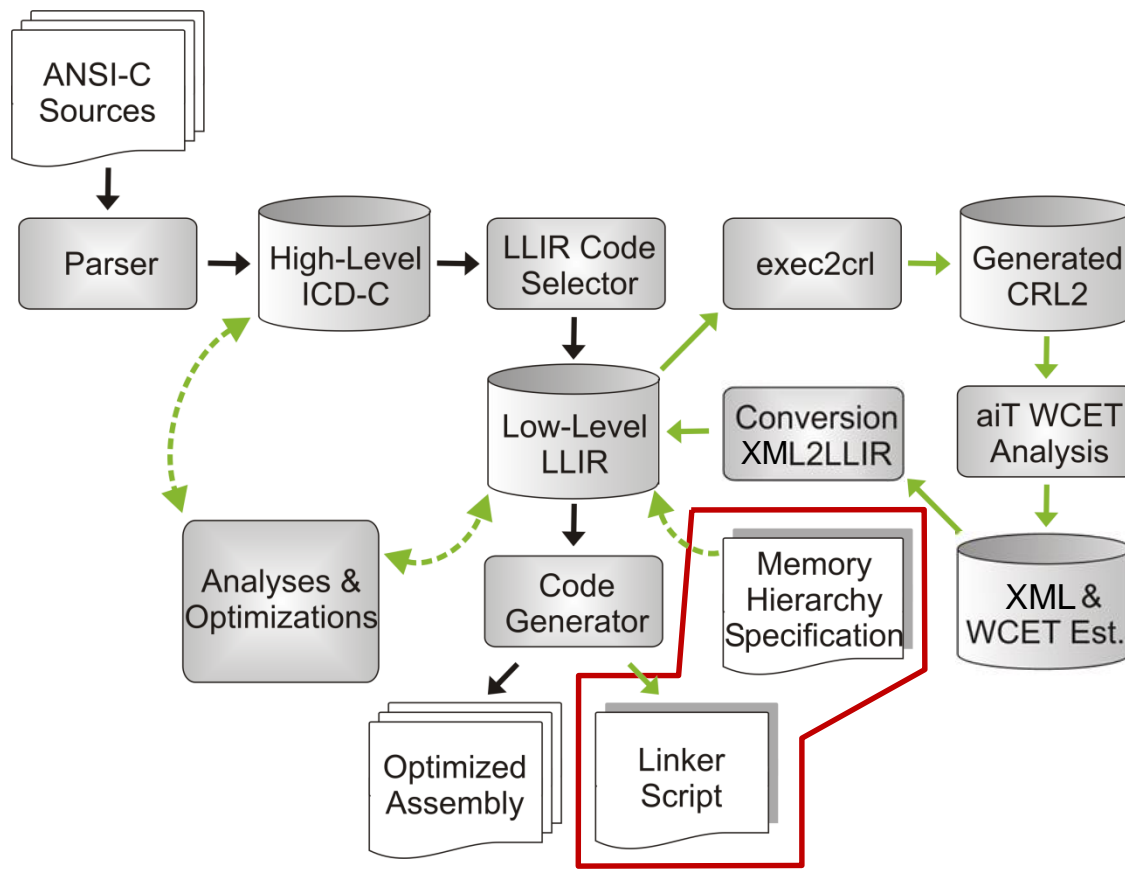 ANSI-C
Sources
Parser
High-Level
ICD-C
LLIR Code
Selector
exec2crl
Generated
CRL2
Low-Level
LLIR
Conversion
XML2LLIR
aiT WCET
Analysis
Analyses &
Optimizations
Code
Generator
Memory
Hierarchy
Specification
XML &
WCET Est.
Optimized
Assembly
Linker
Script